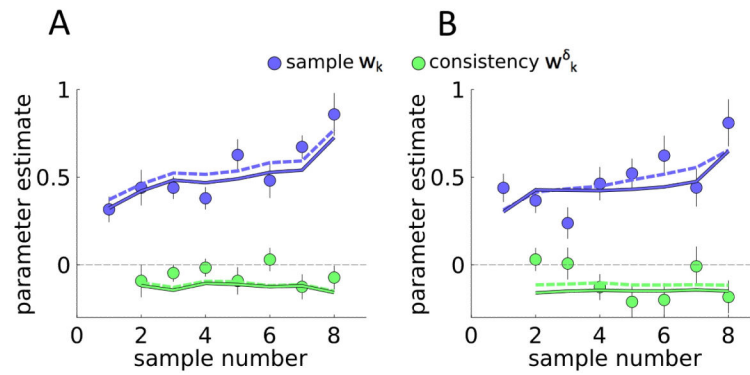 A
B
sample w_k
consistency w^δ_k
parameter estimate
1
0.5
0
0 2 4 6 8
sample number
parameter estimate
1
0.5
0
0 2 4 6 8
sample number